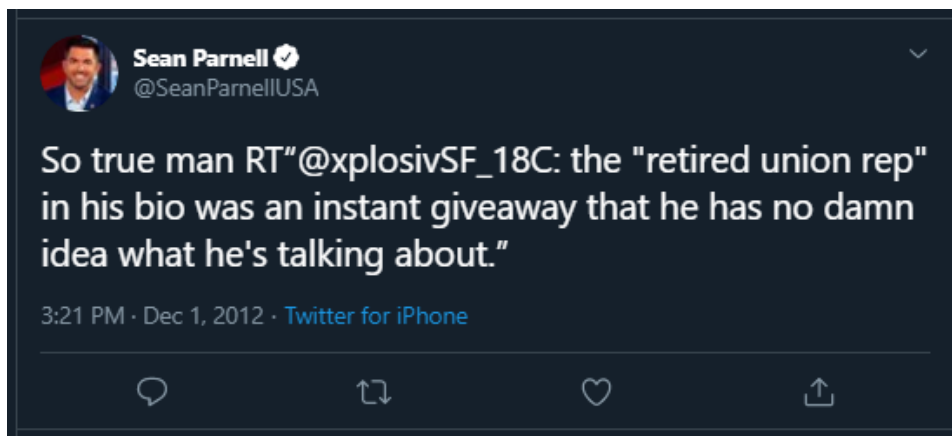 Sean Parnell
@SeanParnellUSA
So true man RT“@xplosivSF_18C: the "retired union rep"
in his bio was an instant giveaway that he has no damn
idea what he's talking about.”
3:21 PM · Dec 1, 2012 · Twitter for iPhone